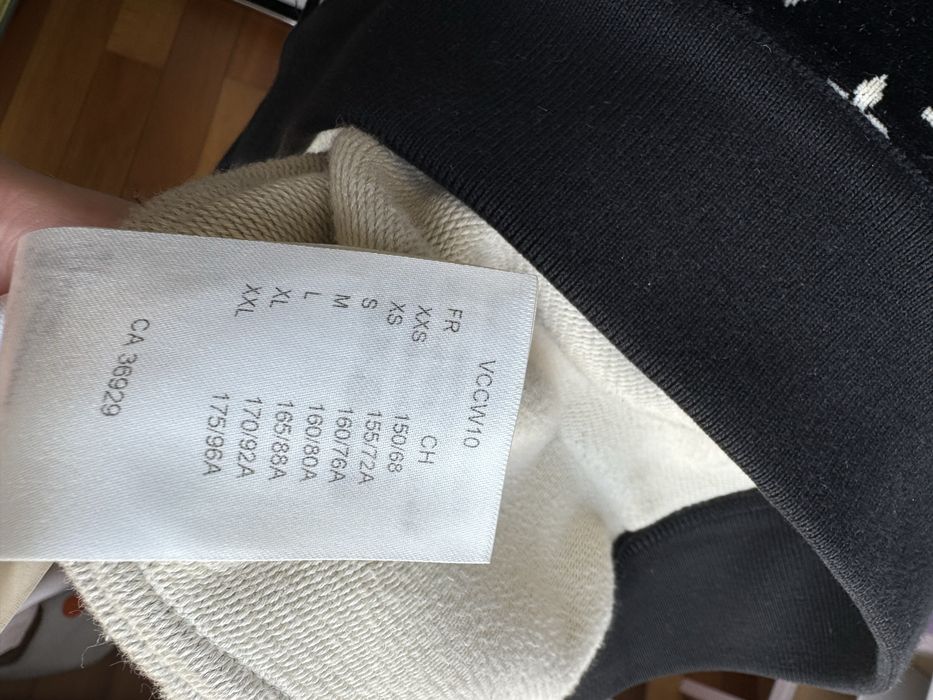 VCCW10
FR CH
XXS 150/68
XS 155/72A
S 160/76A
M 160/80A
L 165/88A
XL 170/92A
XXL 175/96A
CA 36929